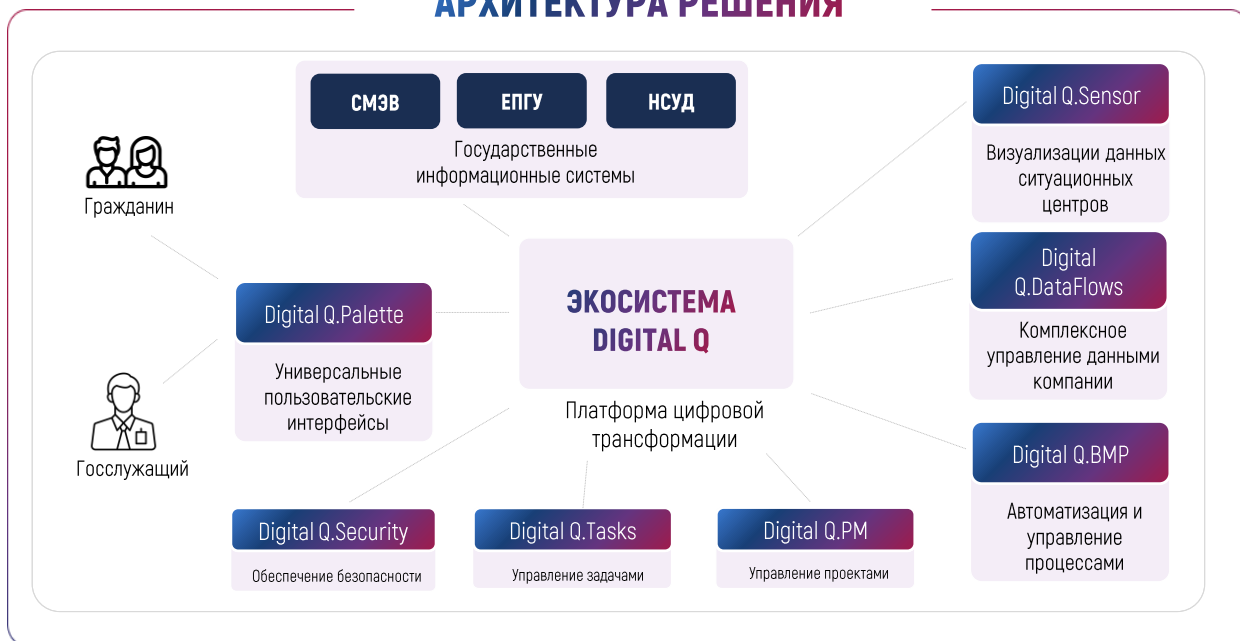 АРХИТЕКТУРА РЕШЕНИЯ
СМЭВ
ЕПГУ
НСУД
Государственные
информационные системы
Гражданин
Госслужащий
Digital Q.Palette
Универсальные
пользовательские
интерфейсы
ЭКОСИСТЕМА
DIGITAL Q
Платформа цифровой
трансформации
Digital Q.Sensor
Визуализации данных
ситуационных
центров
Digital
Q.DataFlows
Комплексное
управление данными
компании
Digital Q.BMP
Автоматизация и
управление
процессами
Digital Q.Security
Обеспечение безопасности
Digital Q.Tasks
Управление задачами
Digital Q.PM
Управление проектами